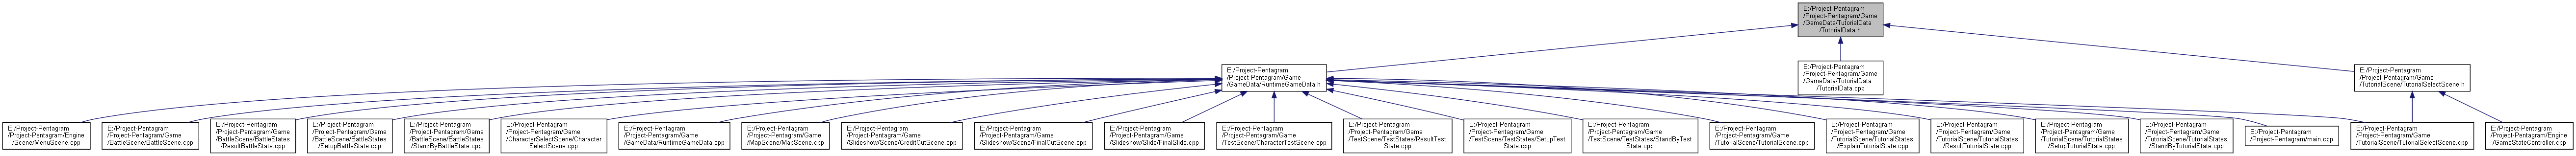 E:/Project-Pentagram
/Project-Pentagram/Game
/GameData/TutorialData
/TutorialData.h
E:/Project-Pentagram
/Project-Pentagram/Game
/GameData/RuntimeGameData.h
E:/Project-Pentagram
/Project-Pentagram/Game
/GameData/TutorialData
/TutorialData.cpp
E:/Project-Pentagram
/Project-Pentagram/Game
/TutorialScene/TutorialSelectScene.h
E:/Project-Pentagram
/Project-Pentagram/Engine
/Scene/MenuScene.cpp
E:/Project-Pentagram
/Project-Pentagram/Game
/BattleScene/BattleScene.cpp
E:/Project-Pentagram
/Project-Pentagram/Game
/BattleScene/BattleStates
/ResultBattleState.cpp
E:/Project-Pentagram
/Project-Pentagram/Game
/BattleScene/BattleStates
/SetupBattleState.cpp
E:/Project-Pentagram
/Project-Pentagram/Game
/BattleScene/BattleStates
/StandByBattleState.cpp
E:/Project-Pentagram
/Project-Pentagram/Game
/CharacterSelectScene/Character
SelectScene.cpp
E:/Project-Pentagram
/Project-Pentagram/Game
/GameData/RuntimeGameData.cpp
E:/Project-Pentagram
/Project-Pentagram/Game
/MapScene/MapScene.cpp
E:/Project-Pentagram
/Project-Pentagram/Game
/Slideshow/Scene/CreditCutScene.cpp
E:/Project-Pentagram
/Project-Pentagram/Game
/Slideshow/Scene/FinalCutScene.cpp
E:/Project-Pentagram
/Project-Pentagram/Game
/Slideshow/Slide/FinalSlide.cpp
E:/Project-Pentagram
/Project-Pentagram/Game
/TestScene/CharacterTestScene.cpp
E:/Project-Pentagram
/Project-Pentagram/Game
/TestScene/TestStates/ResultTest
State.cpp
E:/Project-Pentagram
/Project-Pentagram/Game
/TestScene/TestStates/SetupTest
State.cpp
E:/Project-Pentagram
/Project-Pentagram/Game
/TestScene/TestStates/StandByTest
State.cpp
E:/Project-Pentagram
/Project-Pentagram/Game
/TutorialScene/TutorialScene.cpp
E:/Project-Pentagram
/Project-Pentagram/Game
/TutorialScene/TutorialStates
/ExplainTutorialState.cpp
E:/Project-Pentagram
/Project-Pentagram/Game
/TutorialScene/TutorialStates
/ResultTutorialState.cpp
E:/Project-Pentagram
/Project-Pentagram/Game
/TutorialScene/TutorialStates
/SetupTutorialState.cpp
E:/Project-Pentagram
/Project-Pentagram/Game
/TutorialScene/TutorialStates
/StandByTutorialState.cpp
E:/Project-Pentagram
/Project-Pentagram/main.cpp
E:/Project-Pentagram
/Project-Pentagram/Game
/TutorialScene/TutorialSelectScene.cpp
E:/Project-Pentagram
/Project-Pentagram/Engine
/GameStateController.cpp